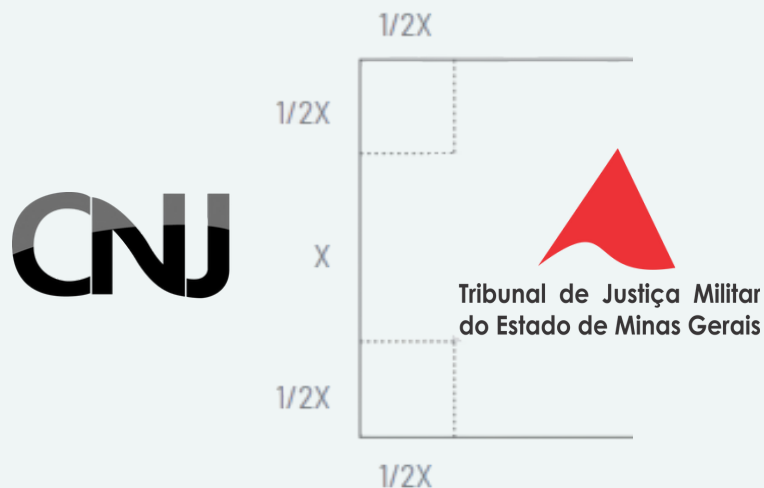 1/2X
1/2X
CNJ
X
Tribunal de Justiça Militar
do Estado de Minas Gerais
1/2X
1/2X